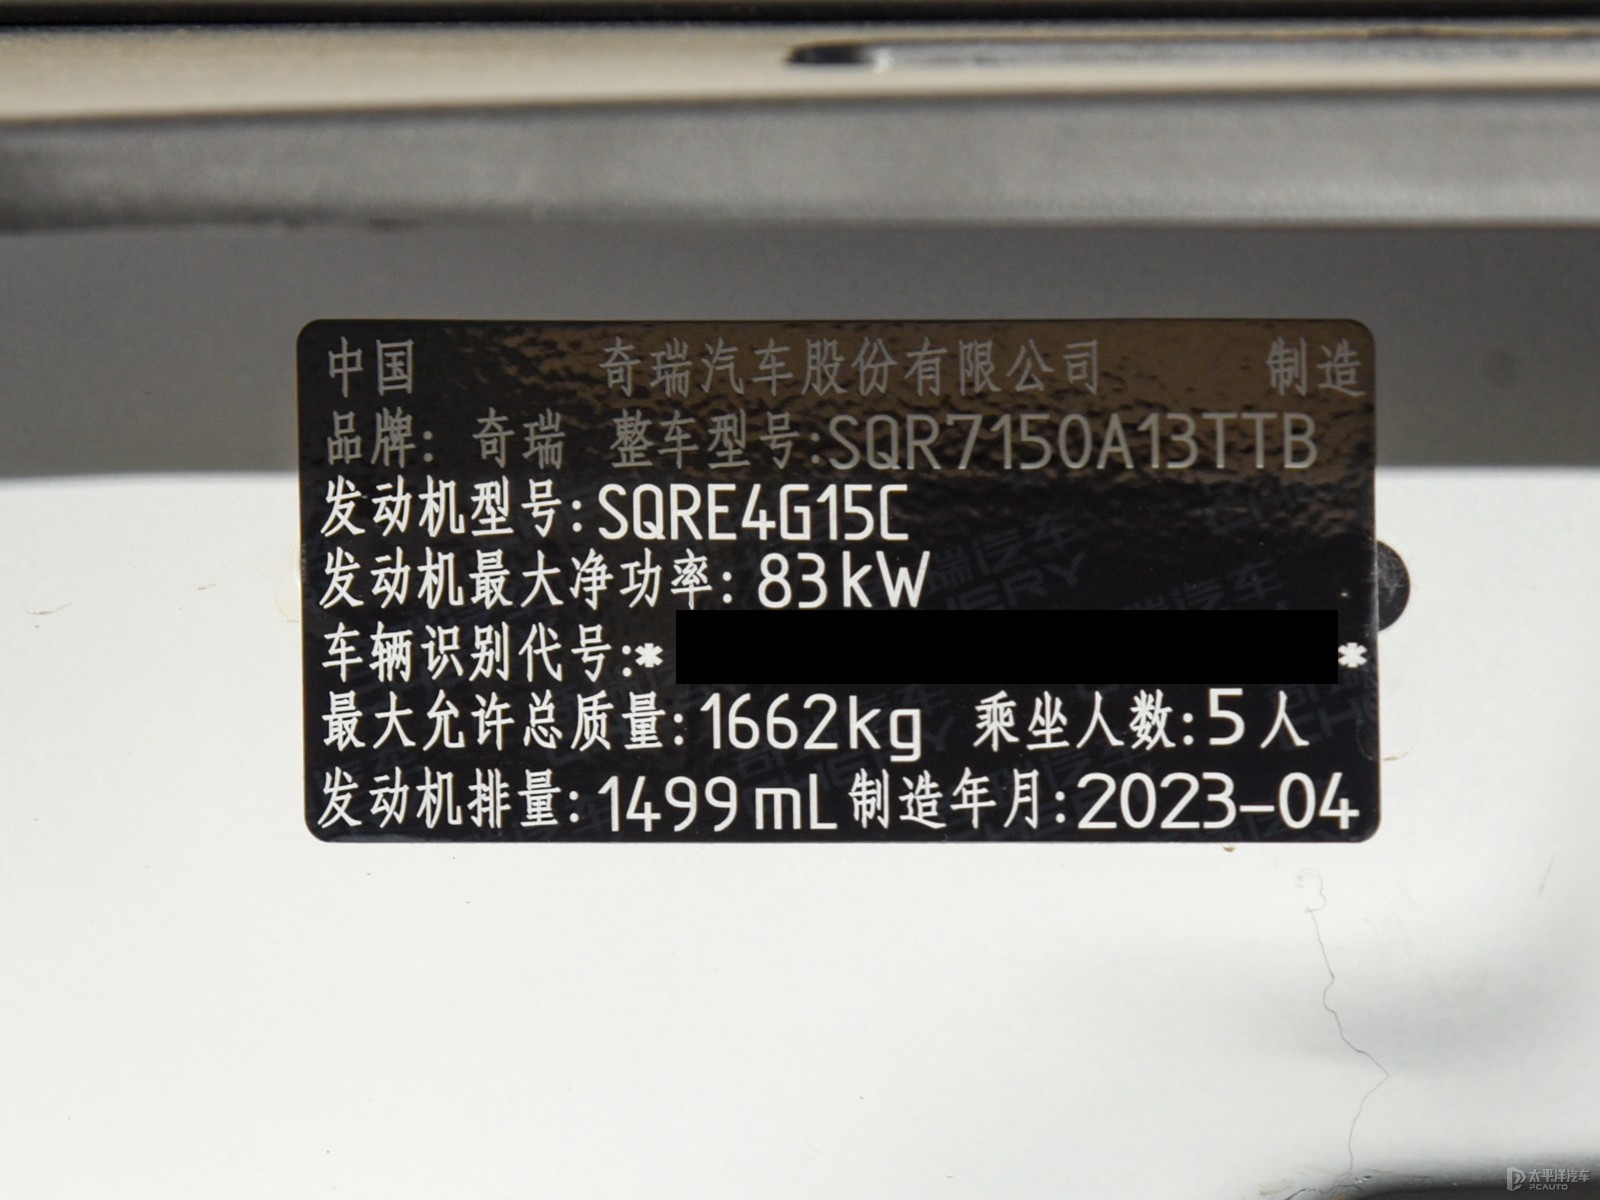 中国 奇瑞汽车股份有限公司 制造
品牌: 奇瑞 整车型号:SQR7150A13TTB
发动机型号:SQRE4G15C
发动机最大净功率: 83kW
车辆识别代号:* *
最大允许总质量:1662kg 乘坐人数:5人
发动机排量:1499mL 制造年月:2023-04
太平洋汽车
PCAUTO